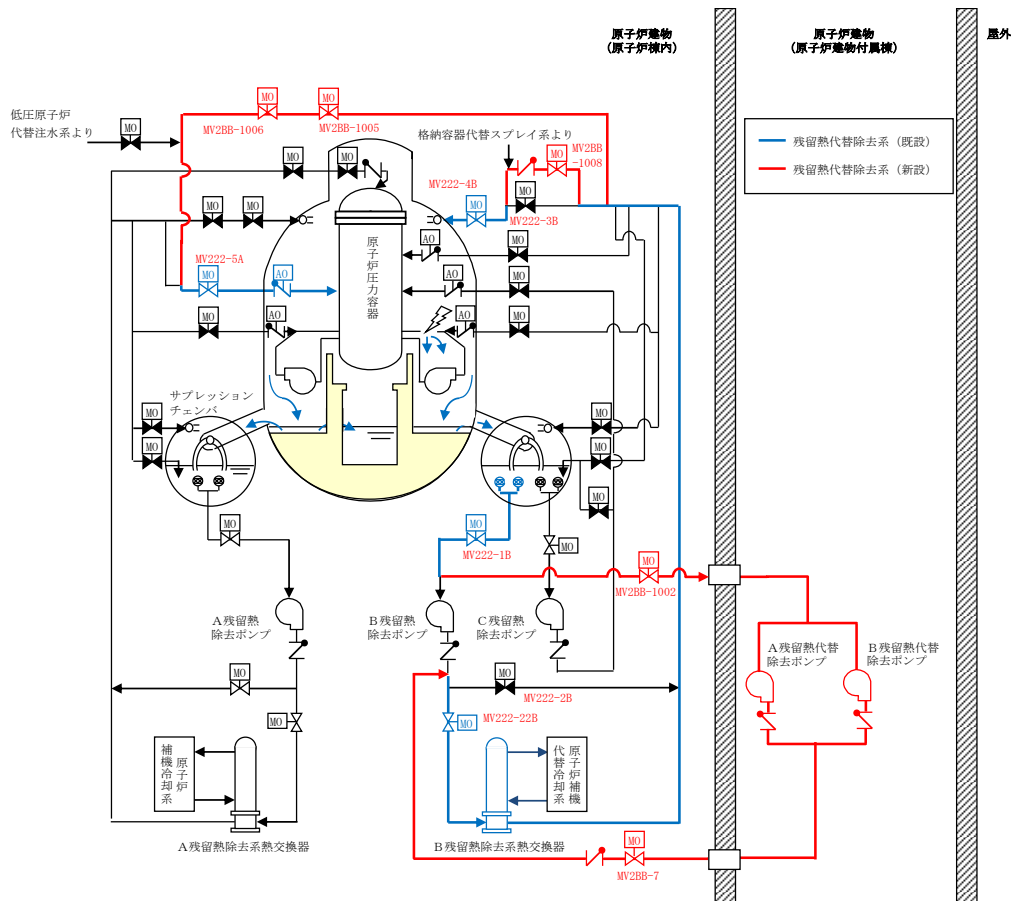 原子炉建物
(原子炉棟内)
原子炉建物
(原子炉建物付属棟)
屋外
残留熱代替除去系(既設)
残留熱代替除去系(新設)
低圧原子炉
代替注水系より
MO
MO
MO
MV2BB-1006
MV2BB-1005
格納容器代替スプレイ系より
MO
MV2BB
-1008
MO
MO
MV222-4B
MO
MO
MV222-3B
MO
MO
原子炉圧力容器
AO
MO
MV222-5A
MO
AO
AO
MO
MO
AO
AO
MO
サプレッション
チェンバ
MO
MO
MO
MO
MO
MO
MO
MV222-1B
MO
MO
MV2BB-1002
A残留熱
除去ポンプ
B残留熱
除去ポンプ
C残留熱
除去ポンプ
A残留熱代替
除去ポンプ
B残留熱代替
除去ポンプ
MO
MO
MV222-2B
MO
MO
MV222-22B
原子炉
補機冷却系
原子炉補機
代替冷却系
A残留熱除去系熱交換器
B残留熱除去系熱交換器
MO
MV2BB-7